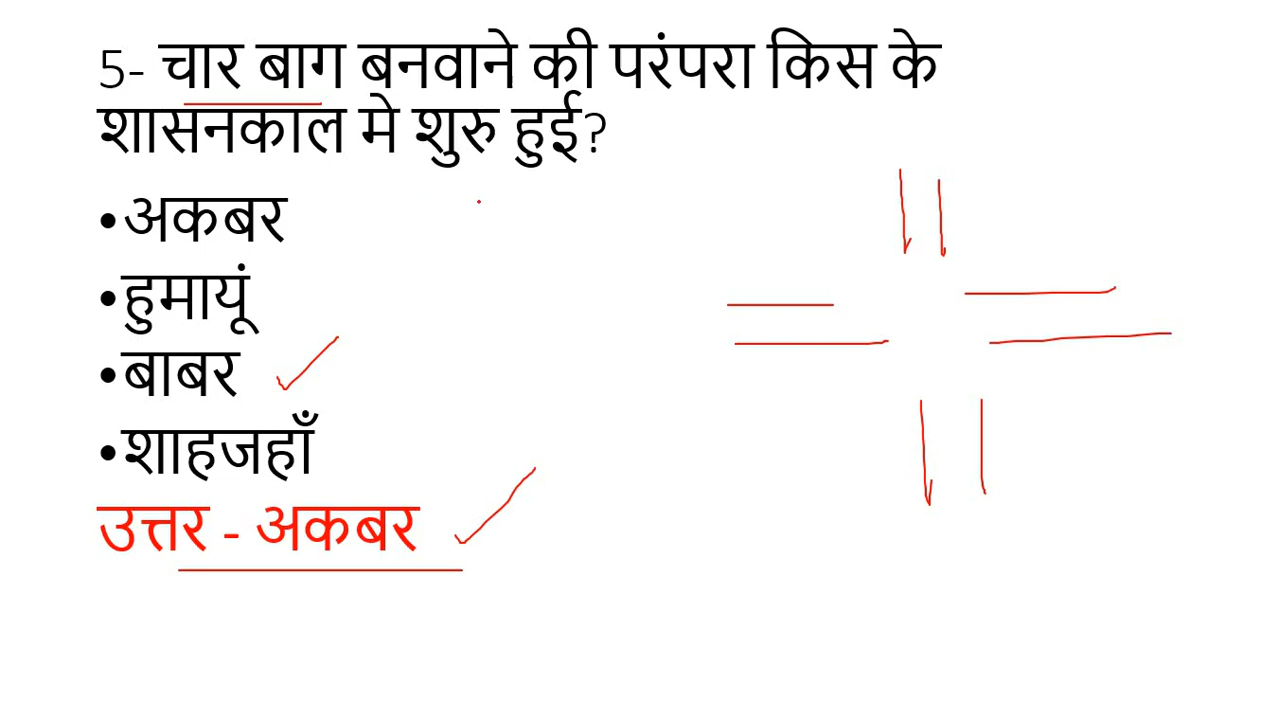 5- चार बाग बनवाने की परंपरा किस के
शासनकाल मे शुरु हुई?
•अकबर
•हुमायूं
•बाबर
•शाहजहाँ
उत्तर - अकबर